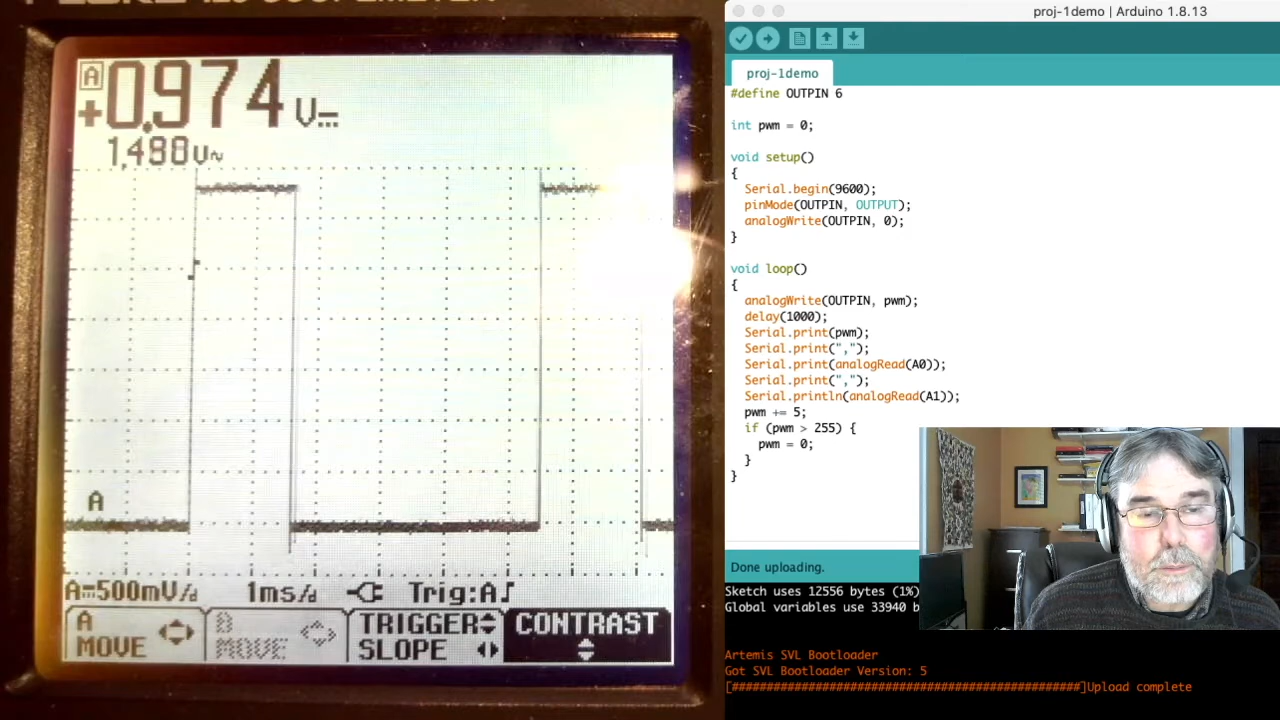 A
+0.974 V
1.488 V~
A
A 500mV/d 1ms/d Trig:A
A MOVE
B MOVE
TRIGGER SLOPE
CONTRAST
proj-1demo | Arduino 1.8.13
proj-1demo
#define OUTPIN 6
int pwm = 0;
void setup()
{
Serial.begin(9600);
pinMode(OUTPIN, OUTPUT);
analogWrite(OUTPIN, 0);
}
void loop()
{
analogWrite(OUTPIN, pwm);
delay(1000);
Serial.print(pwm);
Serial.print(",");
Serial.print(analogRead(A0));
Serial.print(",");
Serial.println(analogRead(A1));
pwm += 5;
if (pwm > 255) {
pwm = 0;
}
}
Done uploading.
Sketch uses 12556 bytes (1%)
Global variables use 33940 b
Artemis SVL Bootloader
Got SVL Bootloader Version: 5
[##################################################]Upload complete